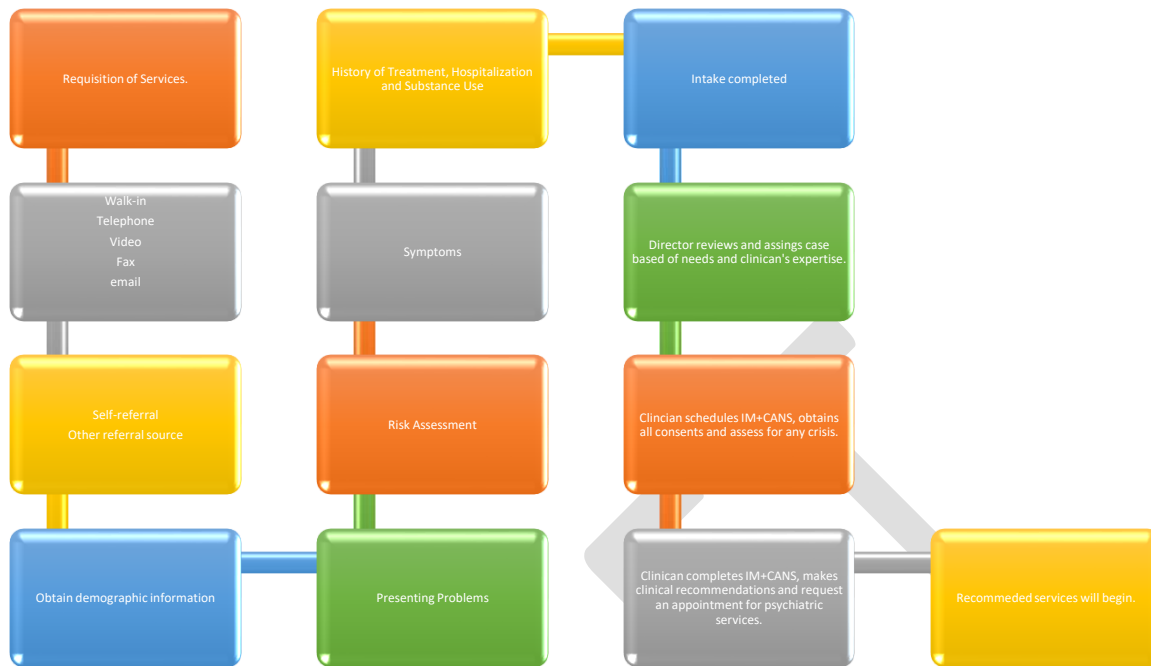 Requisition of Services.
Walk-in
Telephone
Video
Fax
email
Self-referral
Other referral source
Obtain demographic information
Presenting Problems
Risk Assessment
Symptoms
History of Treatment, Hospitalization
and Substance Use
Intake completed
Director reviews and assings case
based of needs and clinican's expertise.
Clincian schedules IM+CANS, obtains
all consents and assess for any crisis.
Clinican completes IM+CANS, makes
clinical recommendations and request
an appointment for psychiatric
services.
Recommeded services will begin.